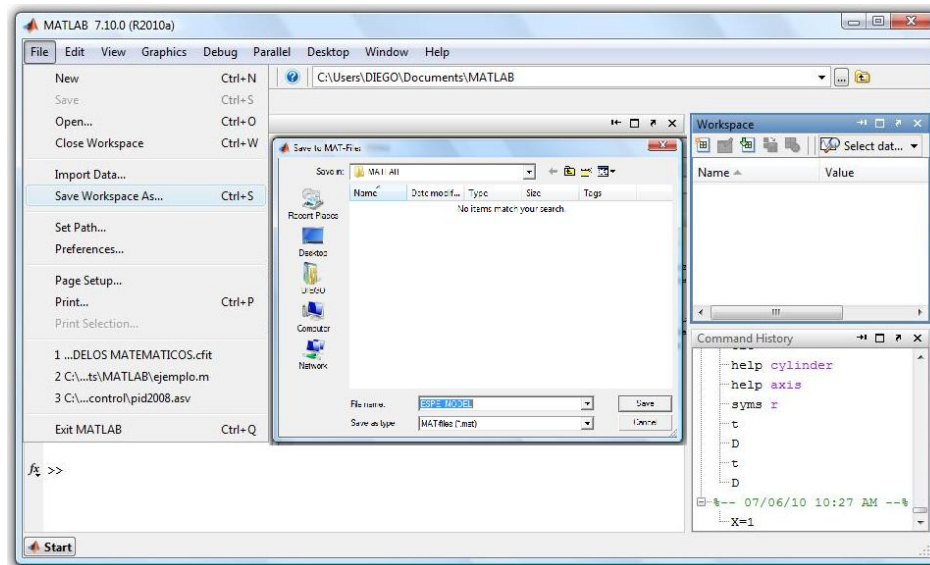 MATLAB 7.10.0 (R2010a)
File Edit View Graphics Debug Parallel Desktop Window Help
New Ctrl+N
Save Ctrl+S
Open... Ctrl+O
Close Workspace Ctrl+W
Import Data...
Save Workspace As... Ctrl+S
Set Path...
Preferences...
Page Setup...
Print... Ctrl+P
Print Selection...
1 ...DELOS MATEMATICOS.cfit
2 C:\...ts\MATLAB\ejemplo.m
3 C:\...control\pid2008.asv
Exit MATLAB Ctrl+Q
C:\Users\DIEGO\Documents\MATLAB
Save to MAT-File:
Save in: MATLAB
Name Date modif... Type Size Tags
No items match your search.
Recent Places
Desktop
DIEGO
Computer
Network
File name: ESPE_MODEL Save
Save as type: MAT-files (*.mat) Cancel
Workspace
Select dat...
Name Value
Command History
help cylinder
help axis
syms r
t
D
t
D
%-- 07/06/10 10:27 AM --%
X=1
fx >>
Start